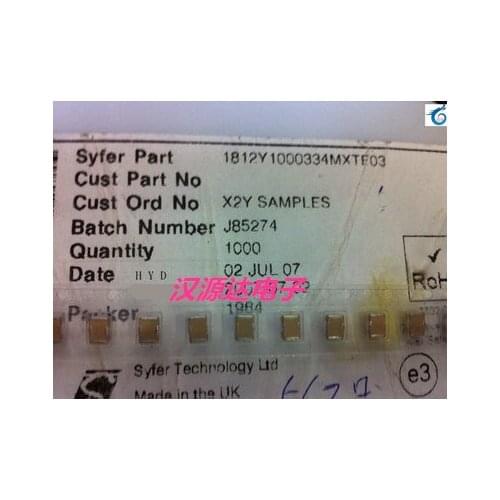 Syfer Part 1812Y1000334MXTE03
Cust Part No
Cust Ord No X2Y SAMPLES
Batch Number J85274
Quantity 1000
Date HYD 02 JUL 07
汉源达电子
Packer 1984
RoH
Syfer Technology Ltd
Made in the UK
e3